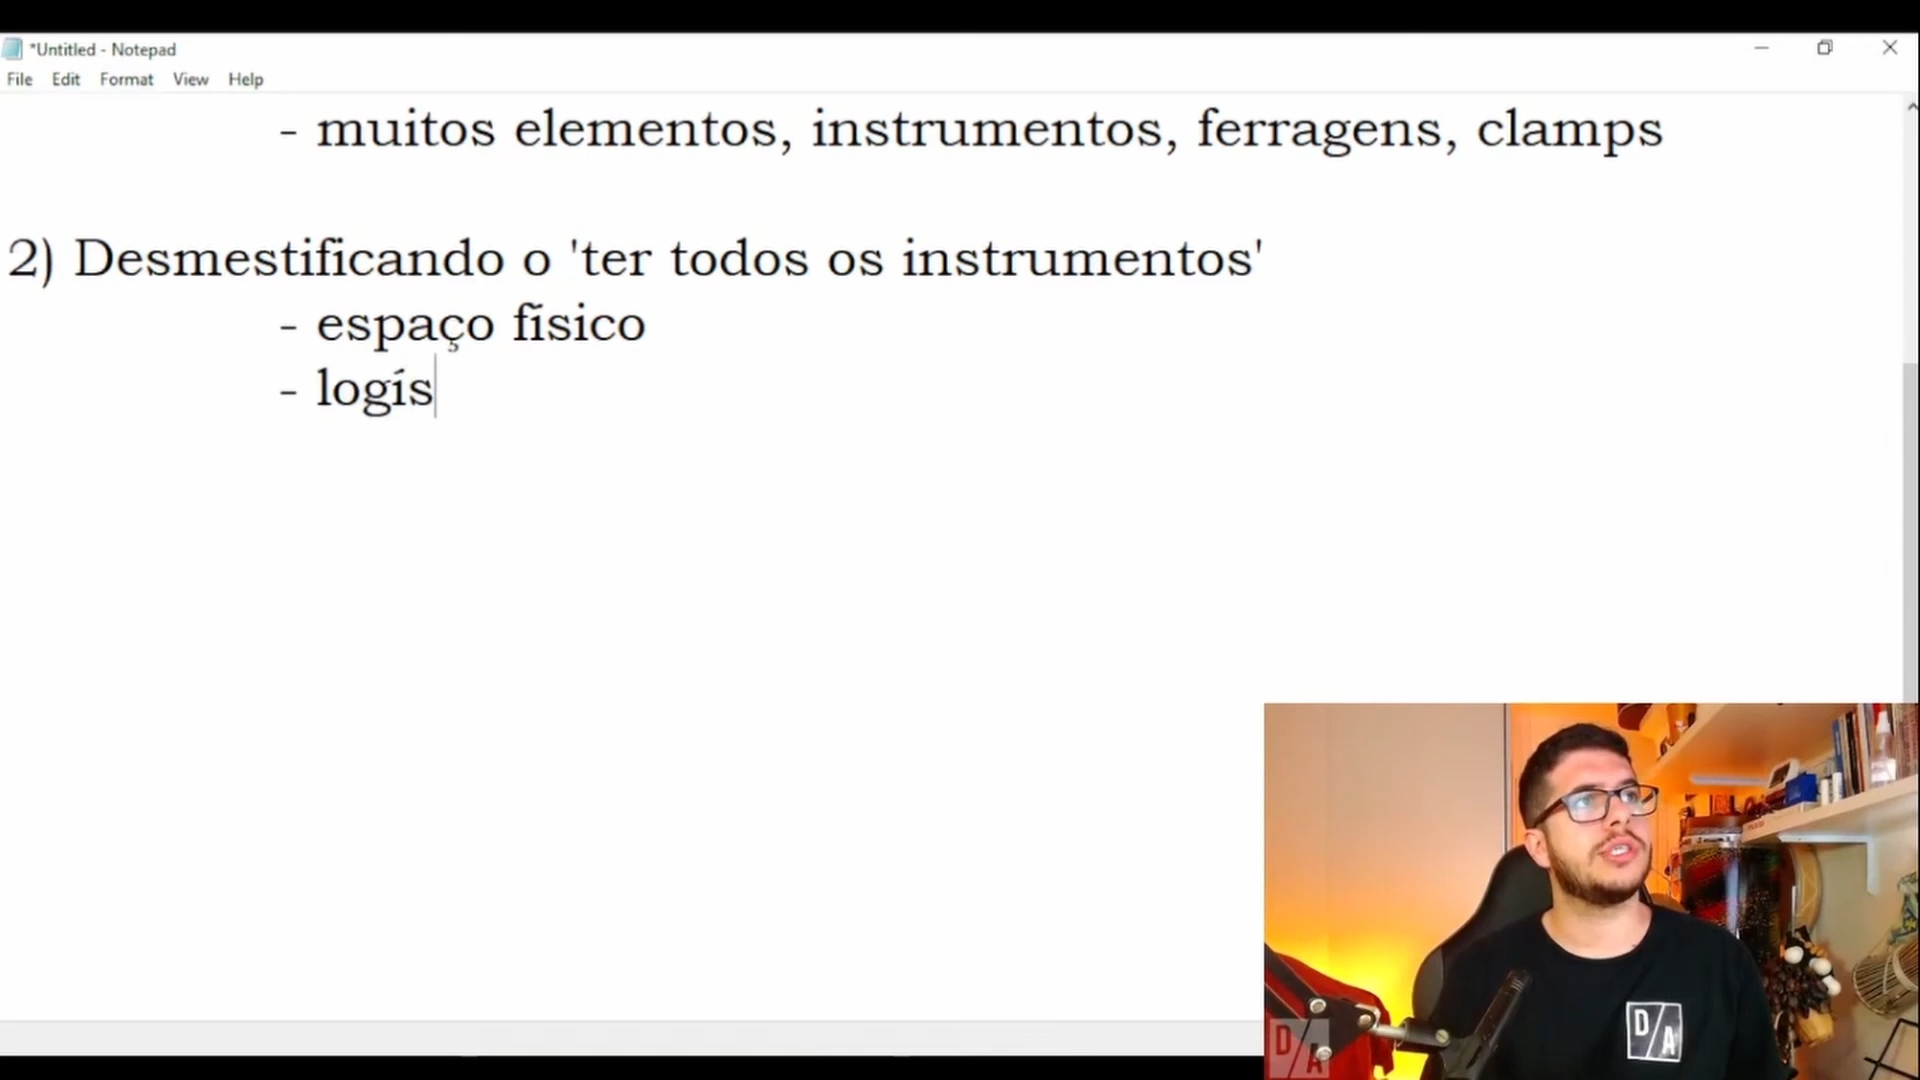 *Untitled - Notepad
File Edit Format View Help
- muitos elementos, instrumentos, ferragens, clamps
2) Desmestificando o 'ter todos os instrumentos'
- espaço físico
- logís
D/A
D/A